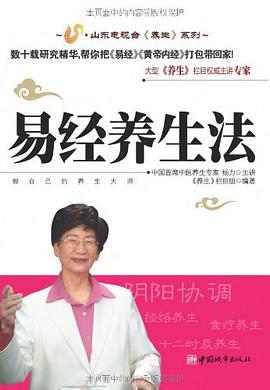 本页面中的内容受版权保护
～山东电视台《养生》系列～
数十载研究精华,帮你把《易经》《黄帝内经》打包带回家!
大型《养生》栏目权威主讲专家
易经养生法
做自己的养生大师
中国首席中医养生专家 杨力◎主讲
《养生》栏目组◎编著
阴阳协调
经络养生
食疗养生
十二时辰养生
中国城市出版社
本页面中的内容受版权保护